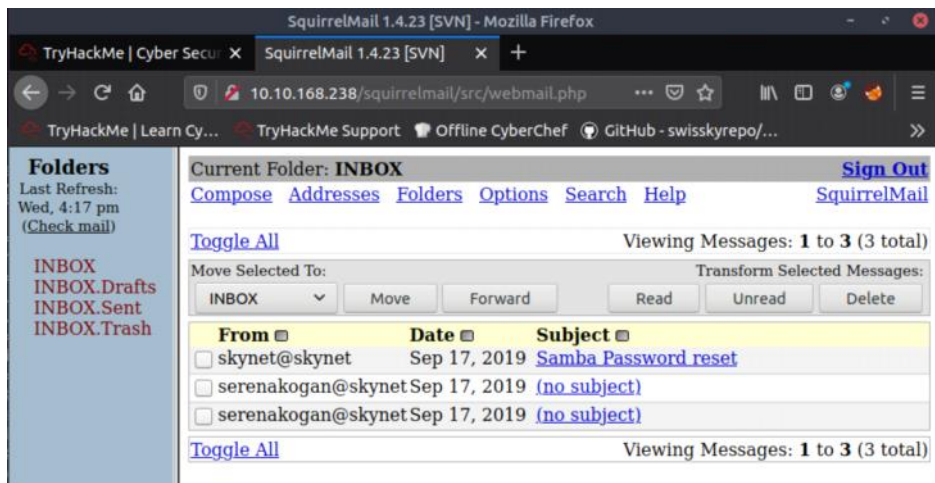 SquirrelMail 1.4.23 [SVN] - Mozilla Firefox
TryHackMe | Cyber Secur SquirrelMail 1.4.23 [SVN]
10.10.168.238/squirrelmail/src/webmail.php
TryHackMe | Learn Cy... TryHackMe Support Offline CyberChef GitHub - swisskyrepo/...
Folders
Last Refresh:
Wed, 4:17 pm
(Check mail)
INBOX
INBOX.Drafts
INBOX.Sent
INBOX.Trash
Current Folder: INBOX Sign Out
Compose Addresses Folders Options Search Help SquirrelMail
Toggle All Viewing Messages: 1 to 3 (3 total)
Move Selected To: Transform Selected Messages:
INBOX Move Forward Read Unread Delete
From Date Subject
skynet@skynet Sep 17, 2019 Samba Password reset
serenakogan@skynet Sep 17, 2019 (no subject)
serenakogan@skynet Sep 17, 2019 (no subject)
Toggle All Viewing Messages: 1 to 3 (3 total)